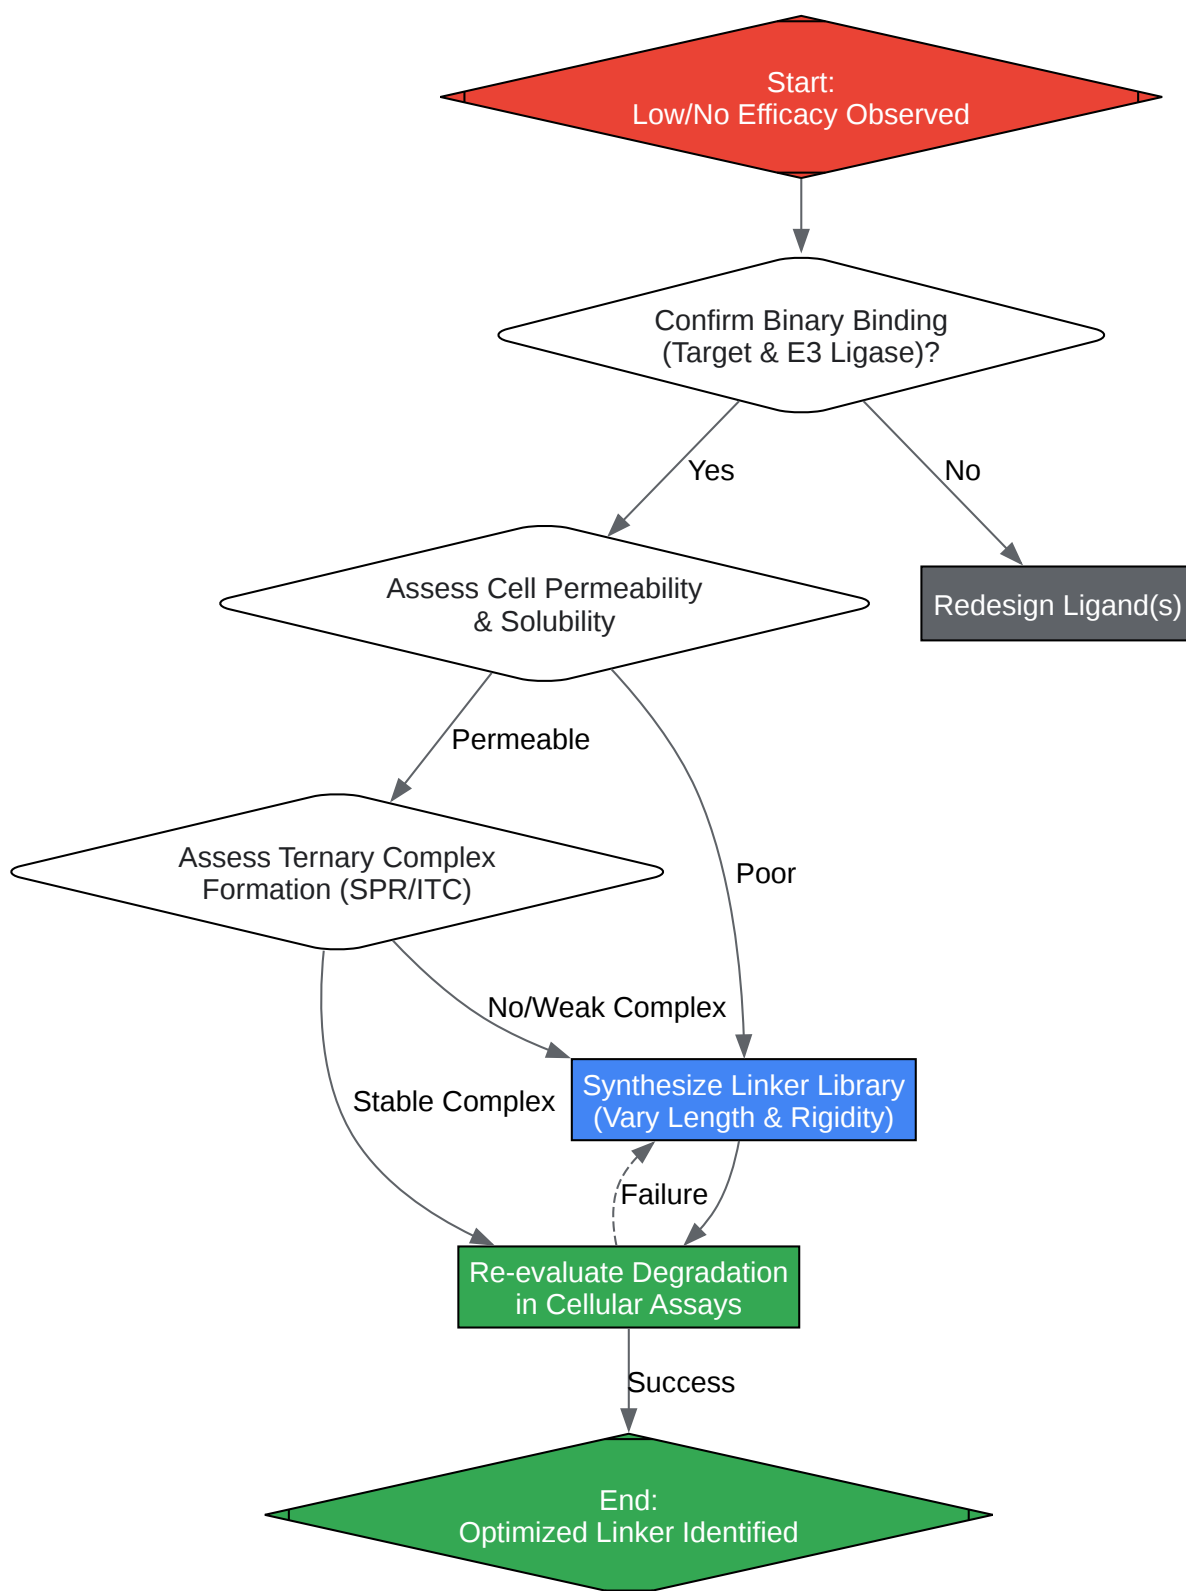 Start:
Low/No Efficacy Observed
Confirm Binary Binding
(Target & E3 Ligase)?
Yes
No
Assess Cell Permeability
& Solubility
Redesign Ligand(s)
Permeable
Assess Ternary Complex
Formation (SPR/ITC)
Poor
No/Weak Complex
Stable Complex
Synthesize Linker Library
(Vary Length & Rigidity)
Failure
Re-evaluate Degradation
in Cellular Assays
Success
End:
Optimized Linker Identified